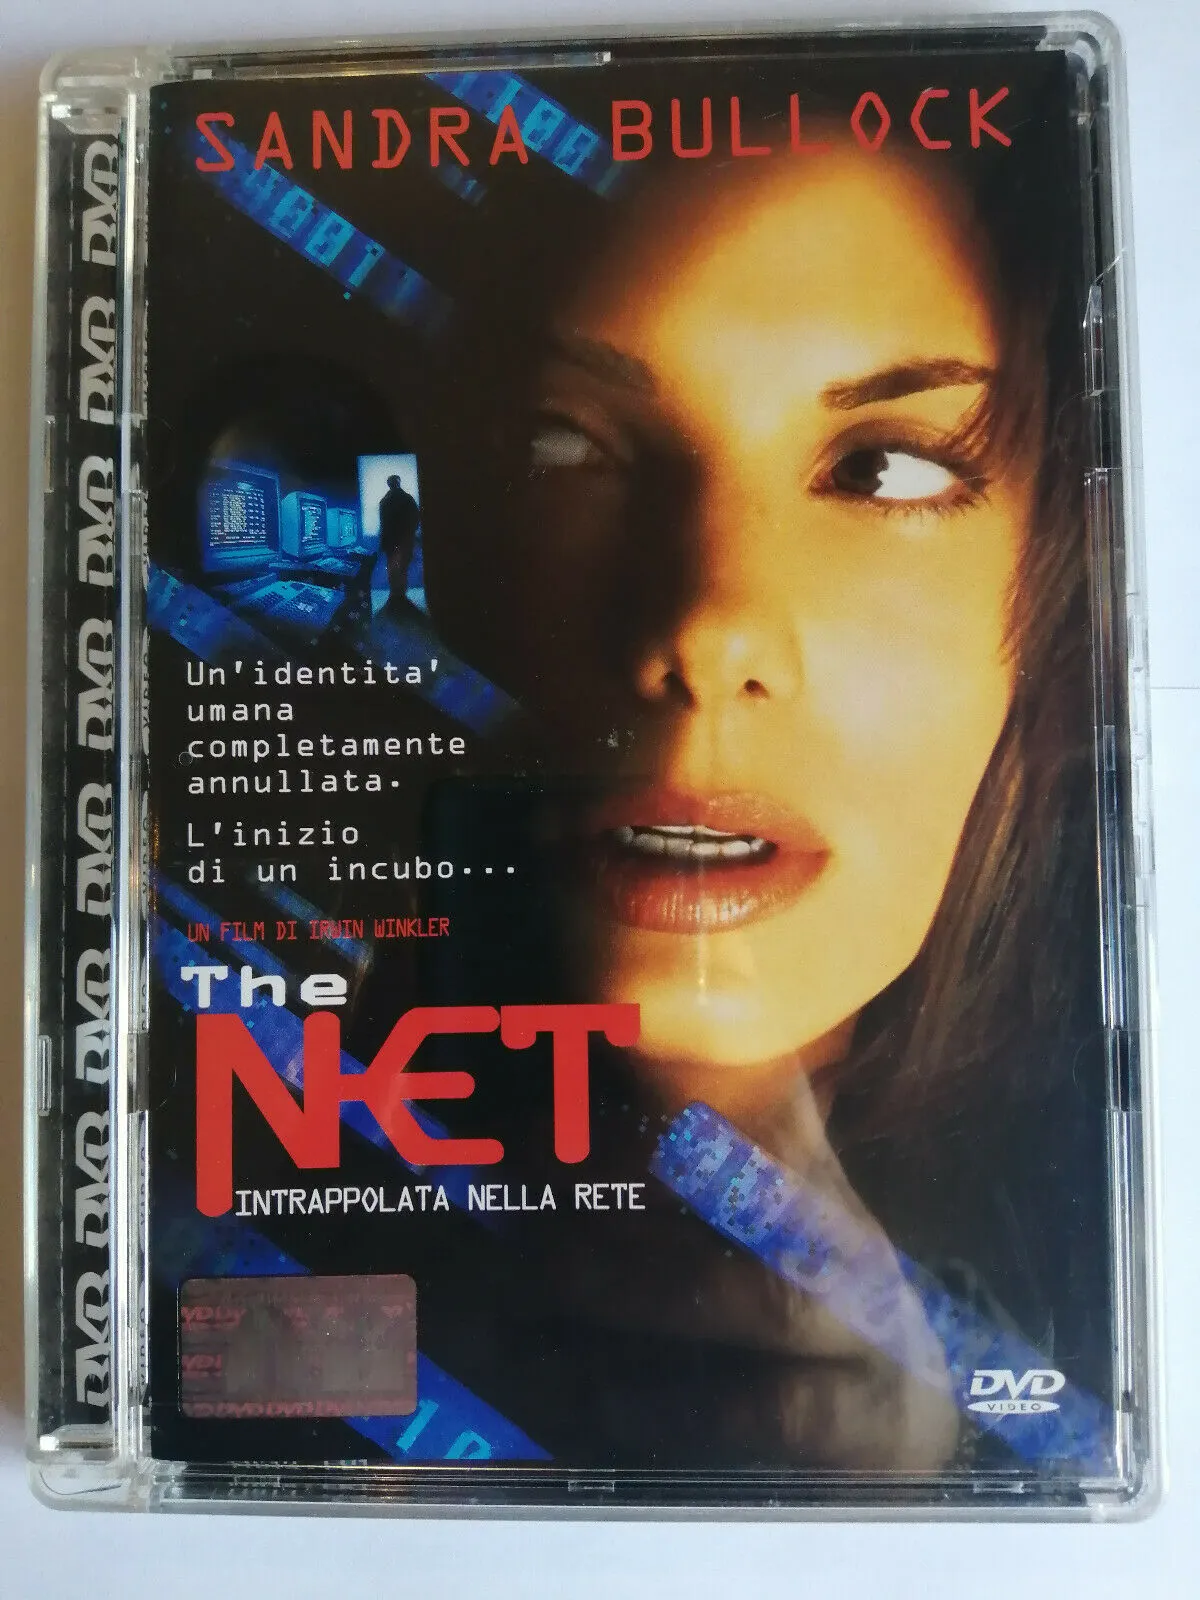 SANDRA BULLOCK
Un'identita'
umana
completamente
annullata.
L'inizio
di un incubo...
UN FILM DI IRWIN WINKLER
The
NET
INTRAPPOLATA NELLA RETE
DVD
VIDEO